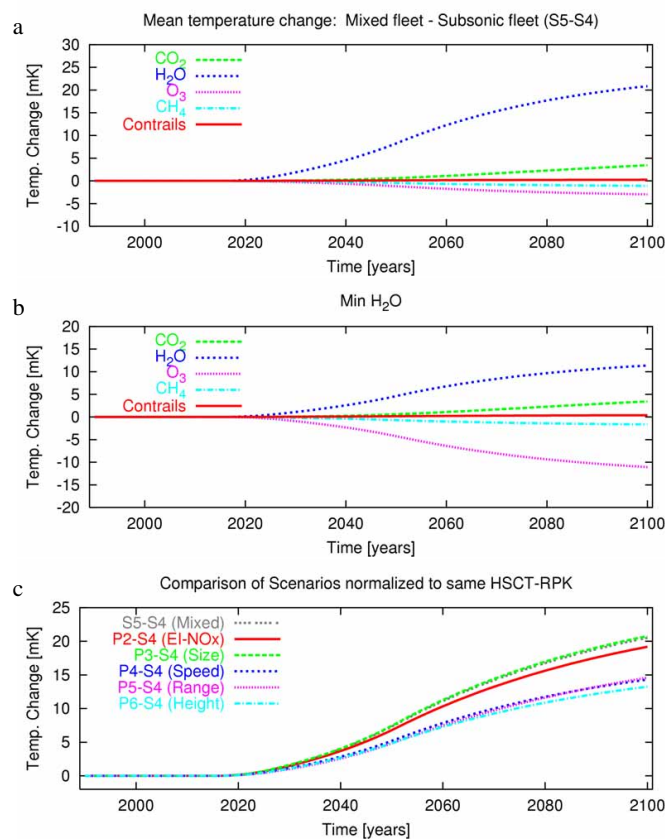 a
Mean temperature change: Mixed fleet - Subsonic fleet (S5-S4)
Temp. Change [mK]
30
25
20
15
10
5
0
-5
-10
CO2
H2O
O3
CH4
Contrails
2000 2020 2040 2060 2080 2100
Time [years]
b
Min H2O
Temp. Change [mK]
20
15
10
5
0
-5
-10
-15
-20
CO2
H2O
O3
CH4
Contrails
2000 2020 2040 2060 2080 2100
Time [years]
c
Comparison of Scenarios normalized to same HSCT-RPK
Temp. Change [mK]
25
20
15
10
5
0
S5-S4 (Mixed)
P2-S4 (EI-NOx)
P3-S4 (Size)
P4-S4 (Speed)
P5-S4 (Range)
P6-S4 (Height)
2000 2020 2040 2060 2080 2100
Time [years]